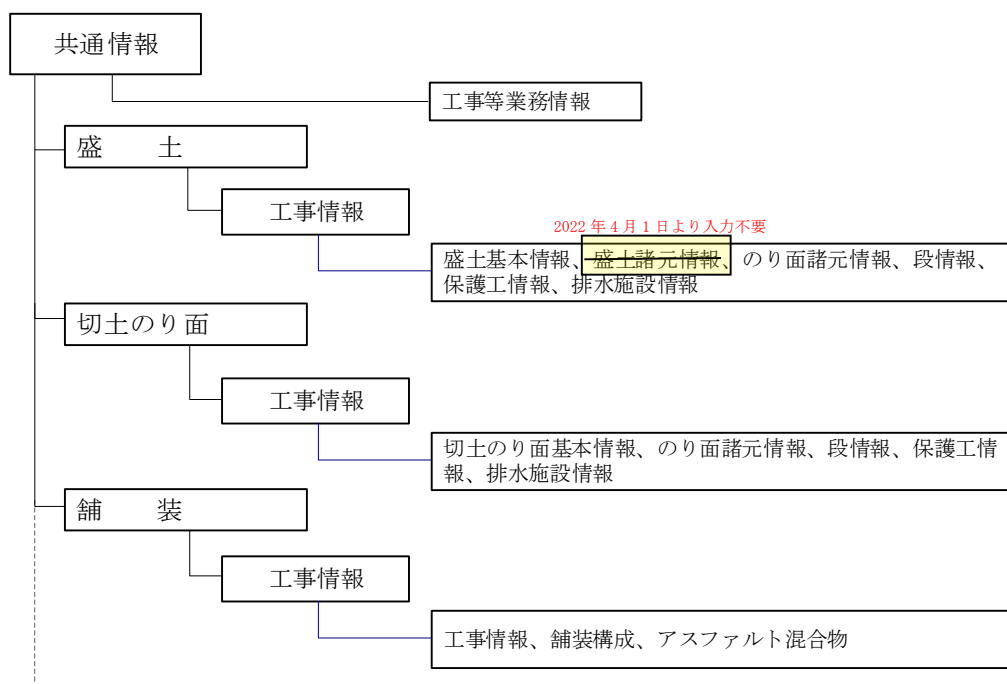 共通情報
工事等業務情報
盛　　土
工事情報
2022 年 4 月 1 日より入力不要
盛土基本情報、盛土諸元情報、のり面諸元情報、段情報、
保護工情報、排水施設情報
切土のり面
工事情報
切土のり面基本情報、のり面諸元情報、段情報、保護工情
報、排水施設情報
舗　　装
工事情報
工事情報、舗装構成、アスファルト混合物